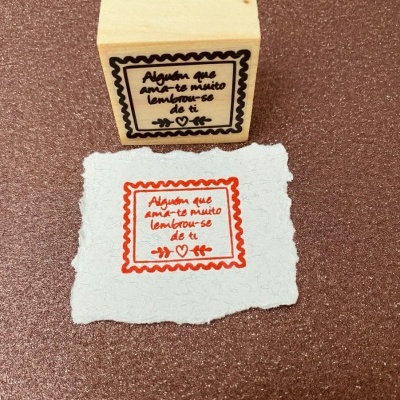 Alguém que
ama-te muito
lembrou-se
de ti
Alguém que
ama-te muito
lembrou-se
de ti